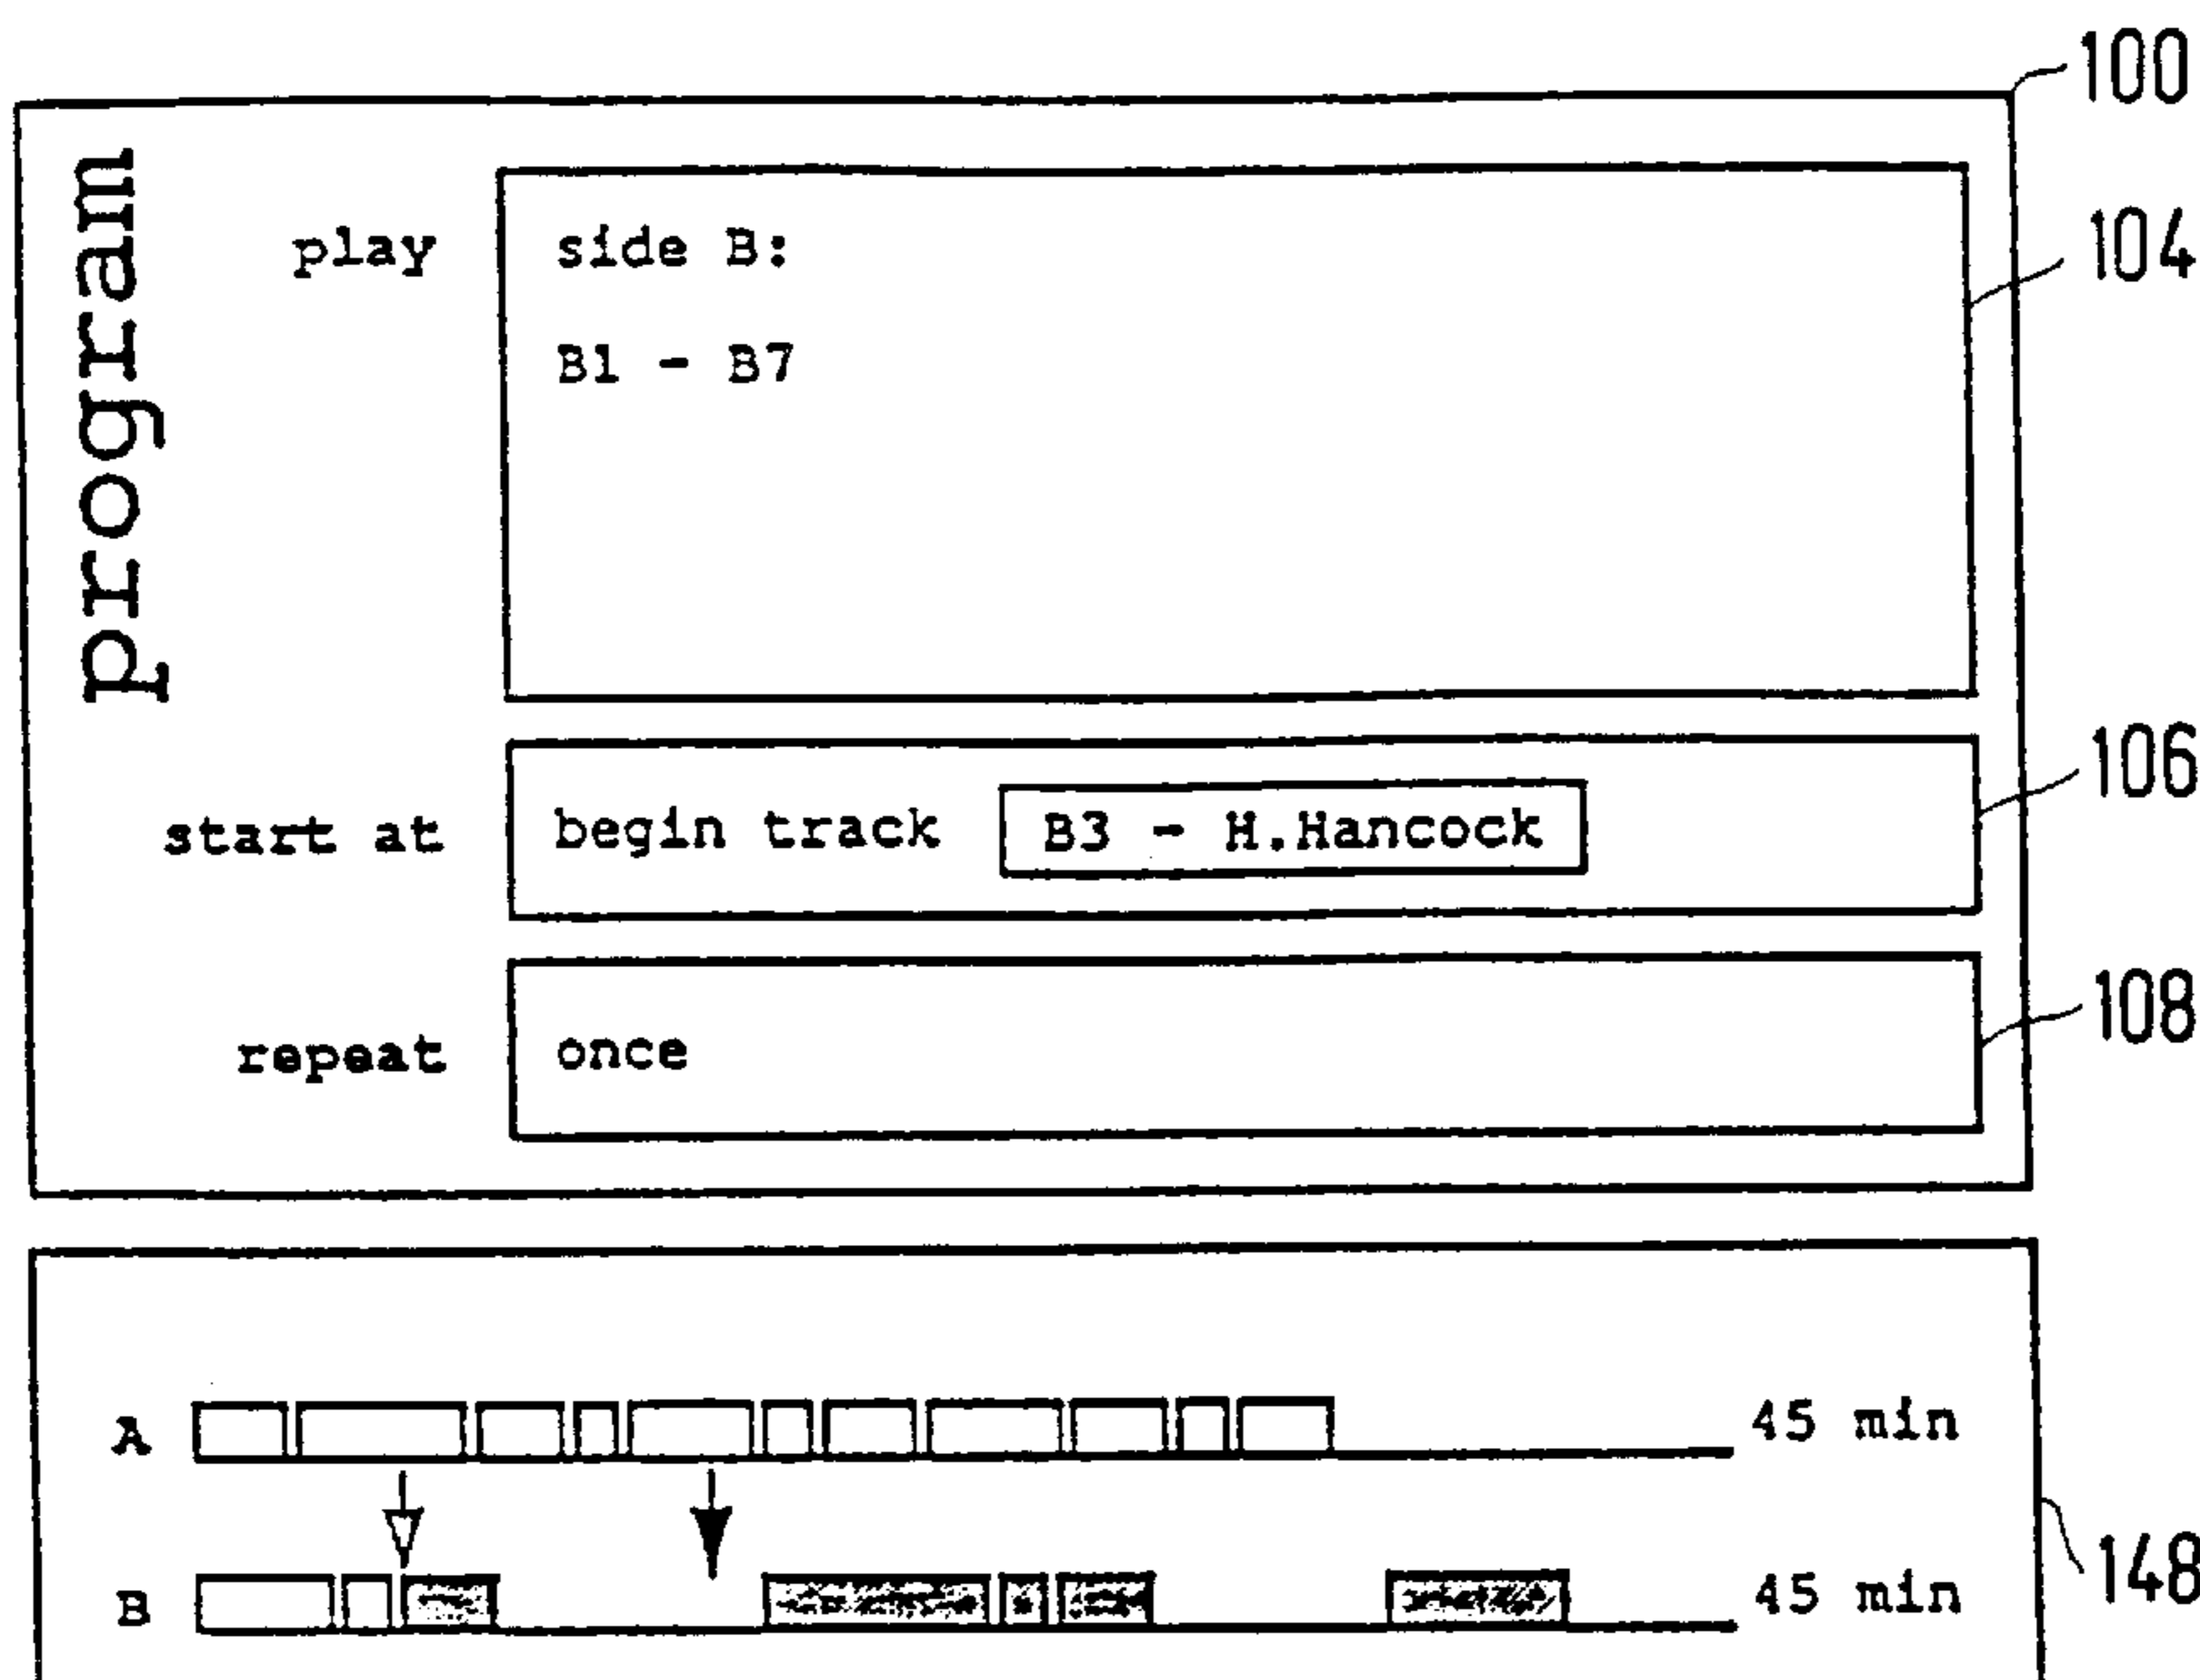 100
program
play
side B:
104
B1 - B7
106
start at
begin track
B3 - H.Hancock
108
repeat
once
A
45 min
148
B
45 min